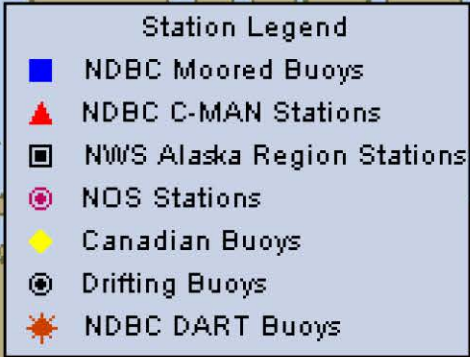 Station Legend
NDBC Moored Buoys
NDBC C-MAN Stations
NWS Alaska Region Stations
NOS Stations
Canadian Buoys
Drifting Buoys
NDBC DART Buoys